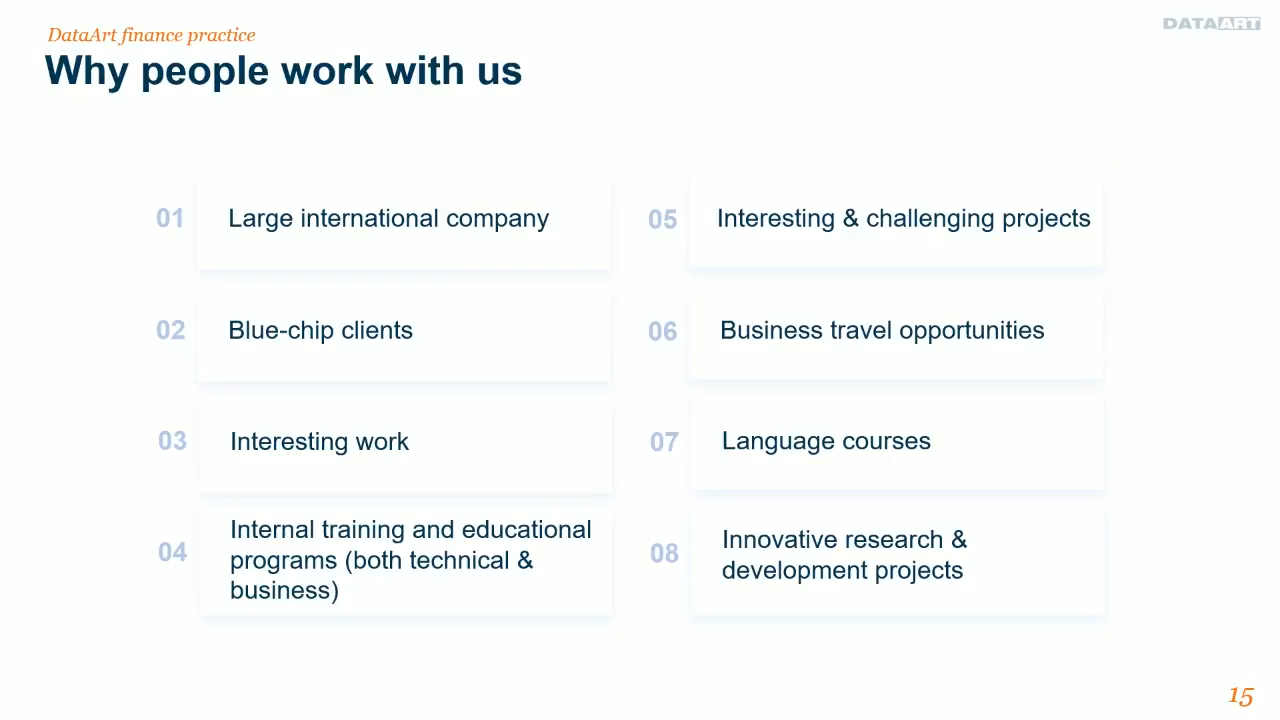 DataArt finance practice
DATAART
Why people work with us
01 Large international company
02 Blue-chip clients
03 Interesting work
04 Internal training and educational
programs (both technical &
business)
05 Interesting & challenging projects
06 Business travel opportunities
07 Language courses
08 Innovative research &
development projects
15